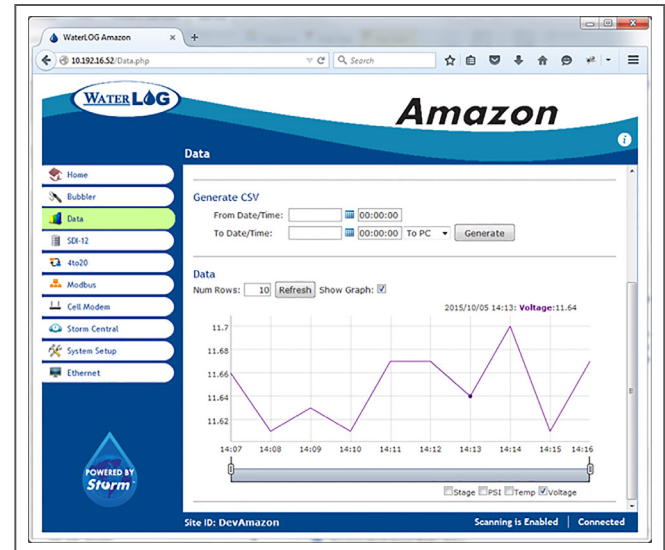 WaterLOG Amazon
10.192.16.52/Data.php
Search
WATERLOG
Amazon
Data
Home
Bubbler
Data
SDI-12
4to20
Modbus
Cell Modem
Storm Central
System Setup
Ethernet
POWERED BY
Storm
Generate CSV
From Date/Time: 00:00:00
To Date/Time: 00:00:00 To PC Generate
Data
Num Rows: 10 Refresh Show Graph:
2015/10/05 14:13: Voltage:11.64
11.7
11.68
11.66
11.64
11.62
14:07 14:08 14:09 14:10 14:11 14:12 14:13 14:14 14:15 14:16
Stage PSI Temp Voltage
Site ID: DevAmazon Scanning is Enabled | Connected